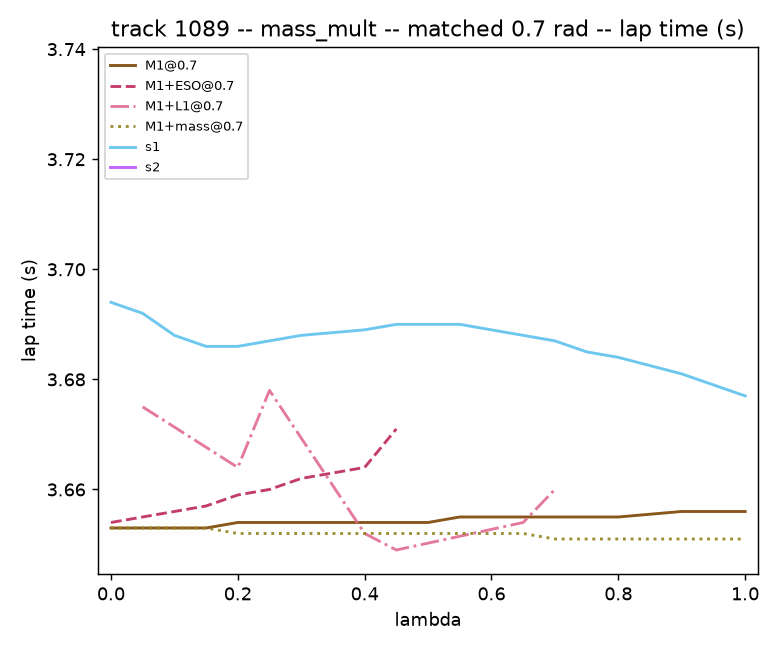 track 1089 -- mass_mult -- matched 0.7 rad -- lap time (s)
M1@0.7
M1+ESO@0.7
M1+L1@0.7
M1+mass@0.7
s1
s2
3.74
3.72
3.70
3.68
3.66
lap time (s)
0.0 0.2 0.4 0.6 0.8 1.0
lambda